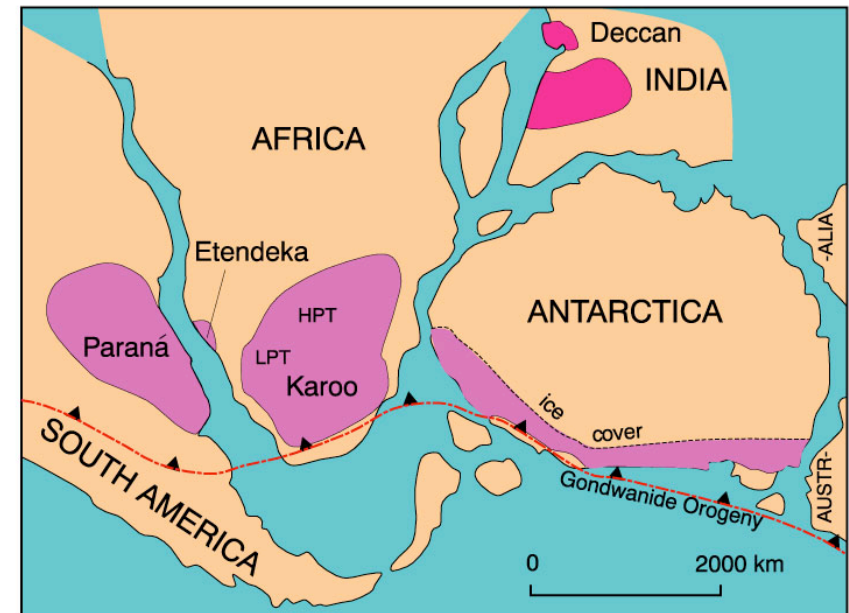 Deccan
INDIA
AFRICA
-ALIA
Etendeka
ANTARCTICA
HPT
Paraná
LPT
Karoo
ice
cover
SOUTH AMERICA
Gondwanide Orogeny
AUSTR-
0 2000 km